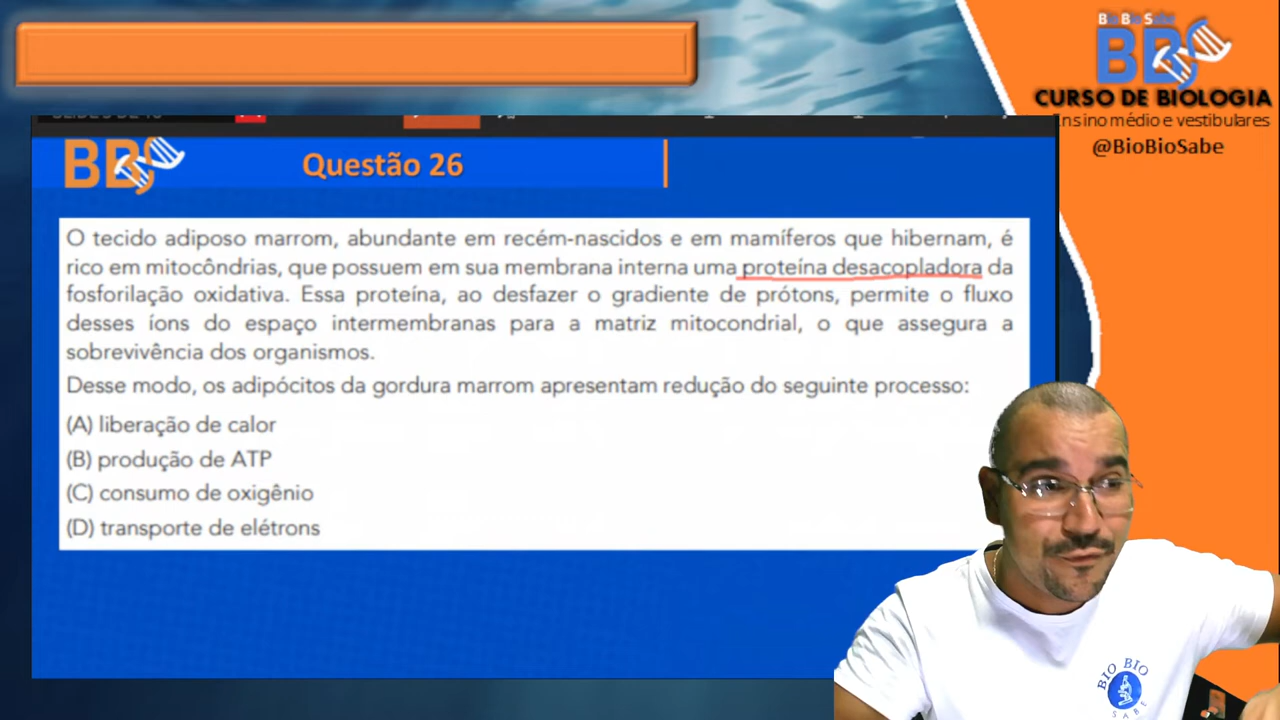 Bio Bio Sabe
BBS
CURSO DE BIOLOGIA
Ensino médio e vestibulares
@BioBioSabe
BBS
Questão 26
O tecido adiposo marrom, abundante em recém-nascidos e em mamíferos que hibernam, é
rico em mitocôndrias, que possuem em sua membrana interna uma proteína desacopladora da
fosforilação oxidativa. Essa proteína, ao desfazer o gradiente de prótons, permite o fluxo
desses íons do espaço intermembranas para a matriz mitocondrial, o que assegura a
sobrevivência dos organismos.
Desse modo, os adipócitos da gordura marrom apresentam redução do seguinte processo:
(A) liberação de calor
(B) produção de ATP
(C) consumo de oxigênio
(D) transporte de elétrons
BIO BIO
SABE